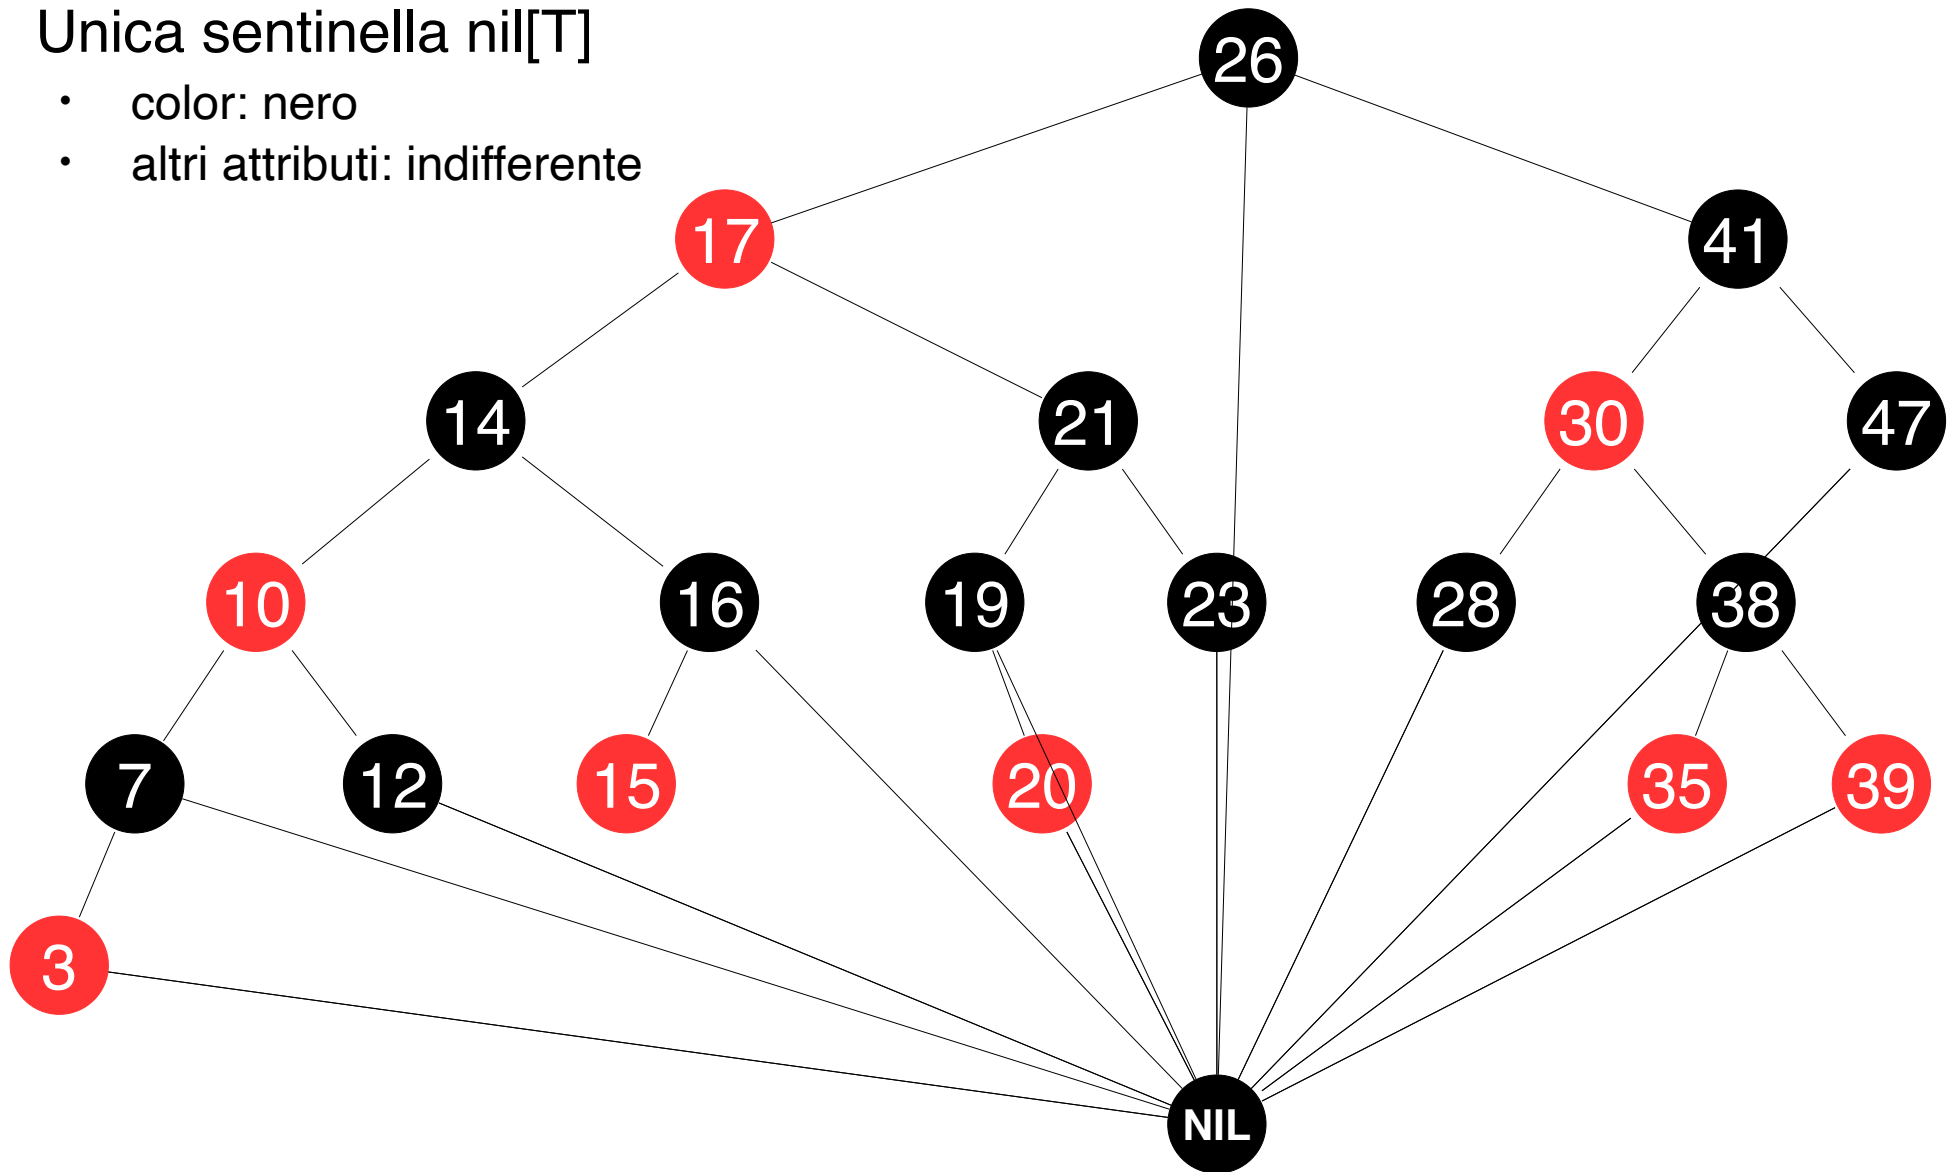 Unica sentinella nil[T]
• color: nero
• altri attributi: indifferente
26
17 41
14 21 30 47
10 16 19 23 28 38
7 12 15 20 35 39
3
NIL